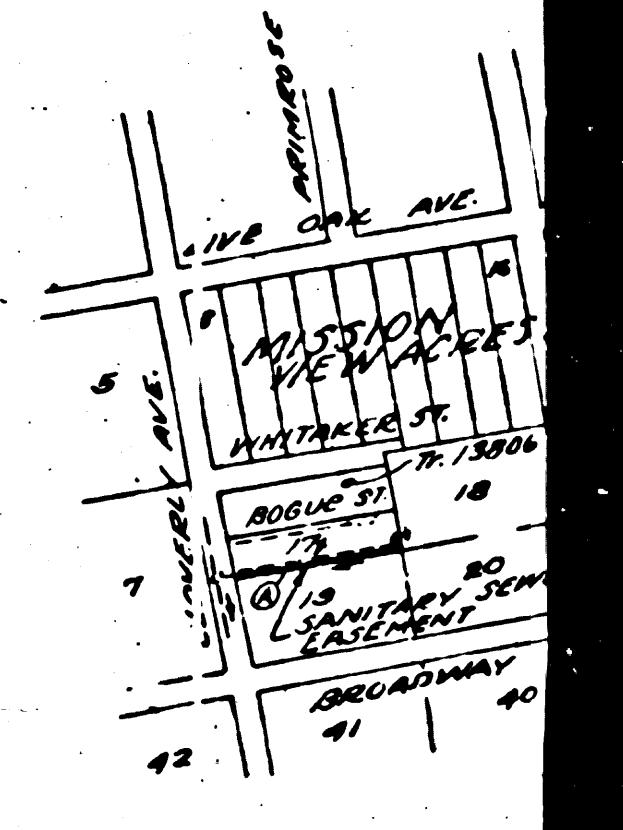 PRIMROSE
LIVE OAK AVE.
8
16
MISSION
VIEW ACRES
5
WHITAKER ST.
Tr. 13806
BOGUE ST.
18
17
7
A
19
20
SANITARY SEW
EASEMENT
BROADWAY
40
41
42
AVE.